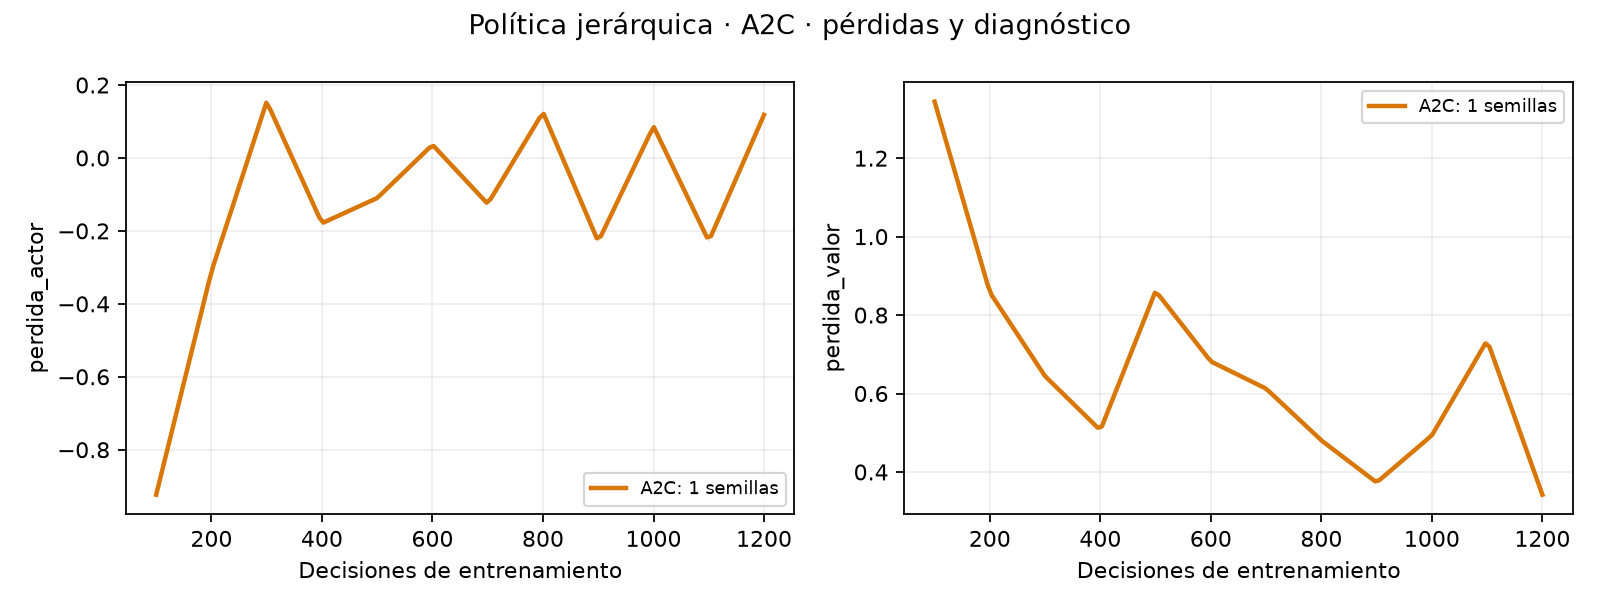 Política jerárquica · A2C · pérdidas y diagnóstico
perdida_actor
0.2
0.0
−0.2
−0.4
−0.6
−0.8
A2C: 1 semillas
200 400 600 800 1000 1200
Decisiones de entrenamiento
perdida_valor
1.2
1.0
0.8
0.6
0.4
A2C: 1 semillas
200 400 600 800 1000 1200
Decisiones de entrenamiento